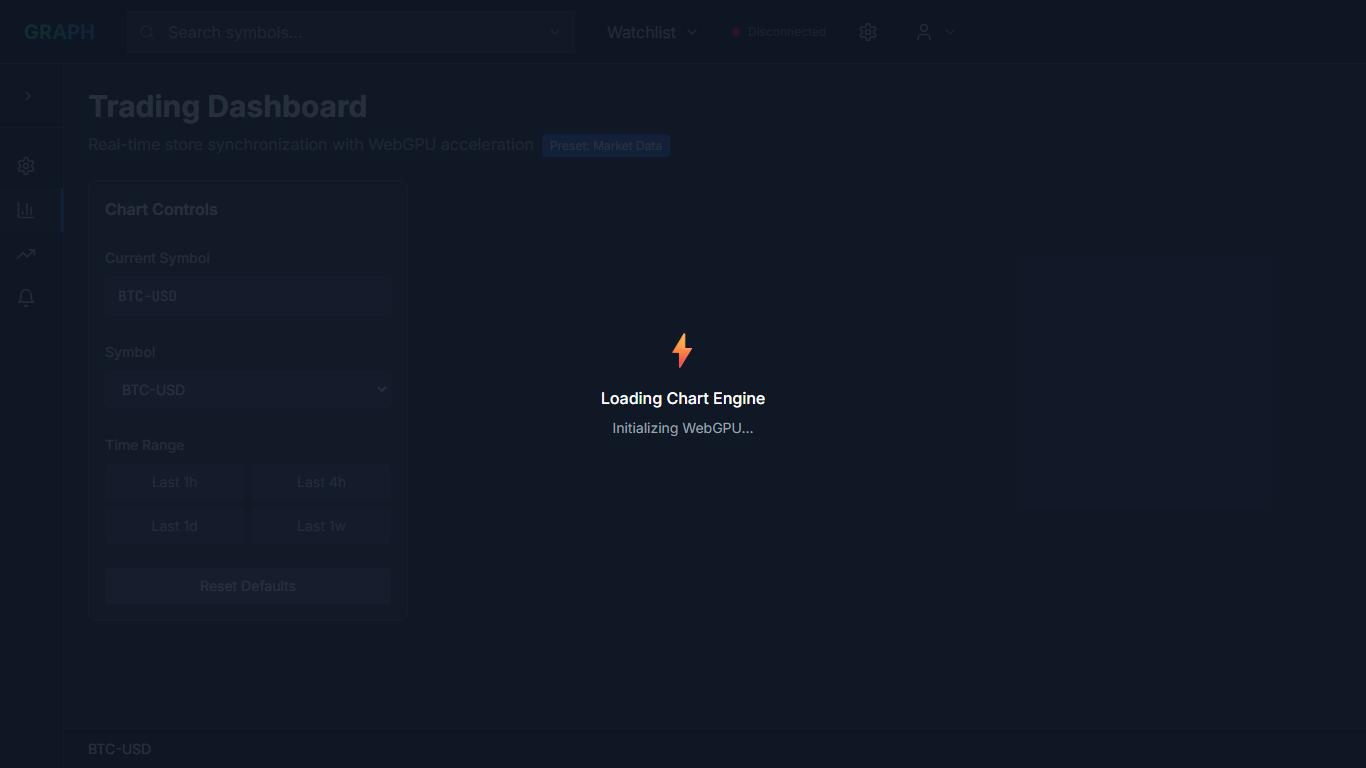 GRAPH
Search symbols...
Watchlist
Disconnected
Trading Dashboard
Real-time store synchronization with WebGPU acceleration
Preset: Market Data
Chart Controls
Current Symbol
BTC-USD
Symbol
BTC-USD
Time Range
Last 1h
Last 4h
Last 1d
Last 1w
Reset Defaults
Loading Chart Engine
Initializing WebGPU...
BTC-USD